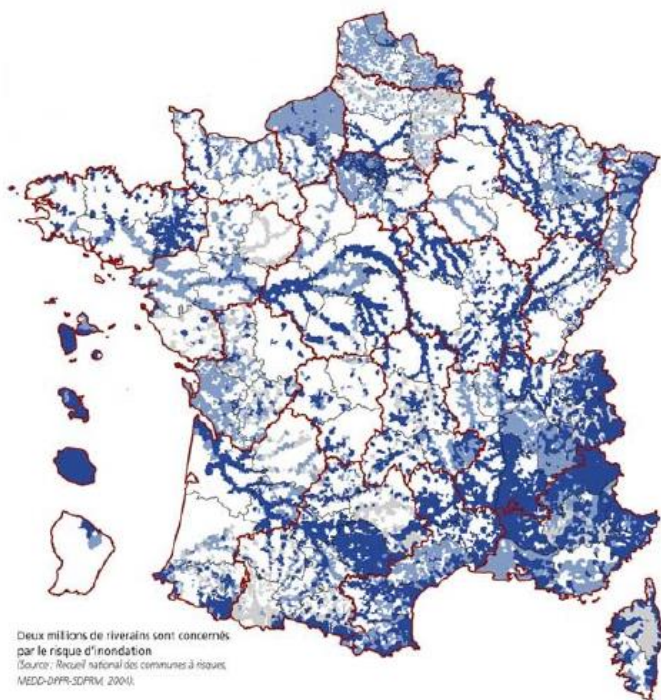 Deux millions de riverains sont concernés
par le risque d'inondation
(Source : Recueil national des communes à risques,
MEDD-DPPR-SDPRM, 2004).